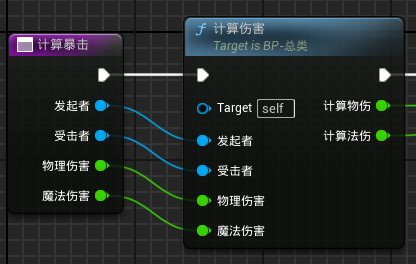 计算暴击
发起者
受击者
物理伤害
魔法伤害
f 计算伤害
Target is BP-总类
Target self
计算物伤
计算法伤
发起者
受击者
物理伤害
魔法伤害